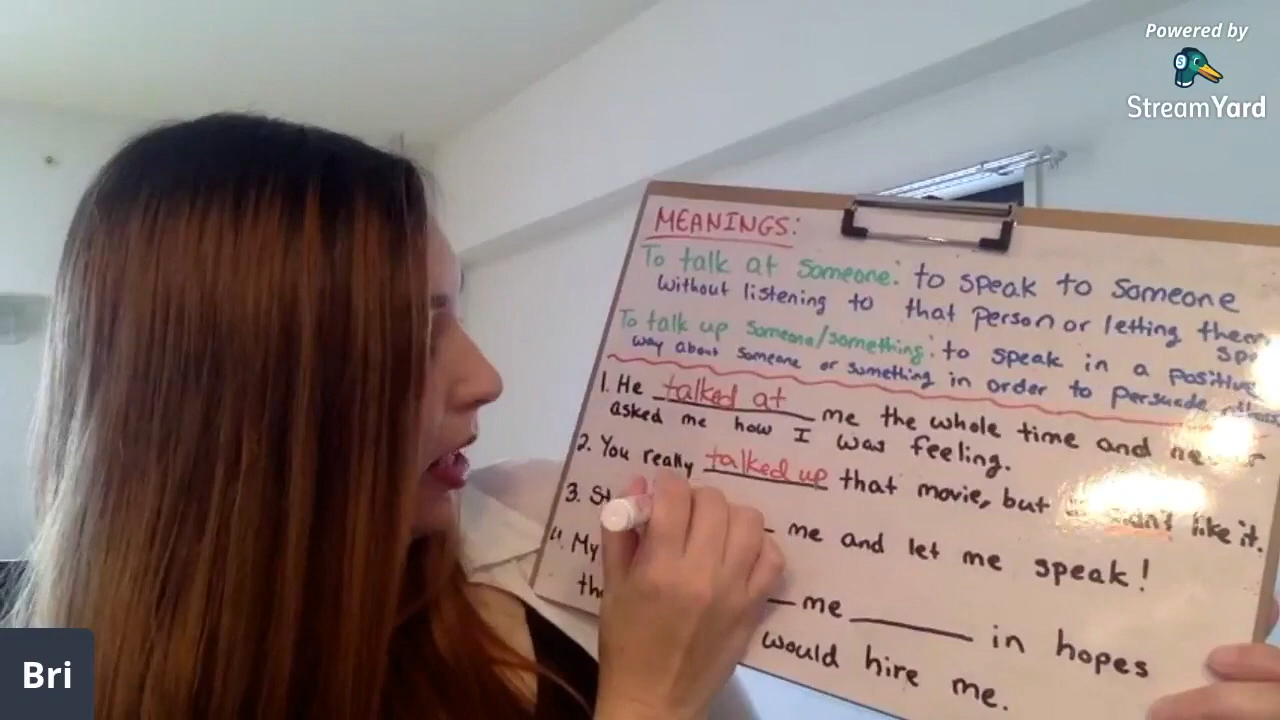 Powered by
StreamYard
MEANINGS:
To talk at someone: to speak to someone
without listening to that person or letting them
To talk up someone/something: to speak in a positive
way about someone or something in order to persuade
1. He talked at me the whole time and
asked me how I was feeling.
2. You really talked up that movie, but like it.
3. me and let me speak!
4. My me in hopes
would hire me.
Bri